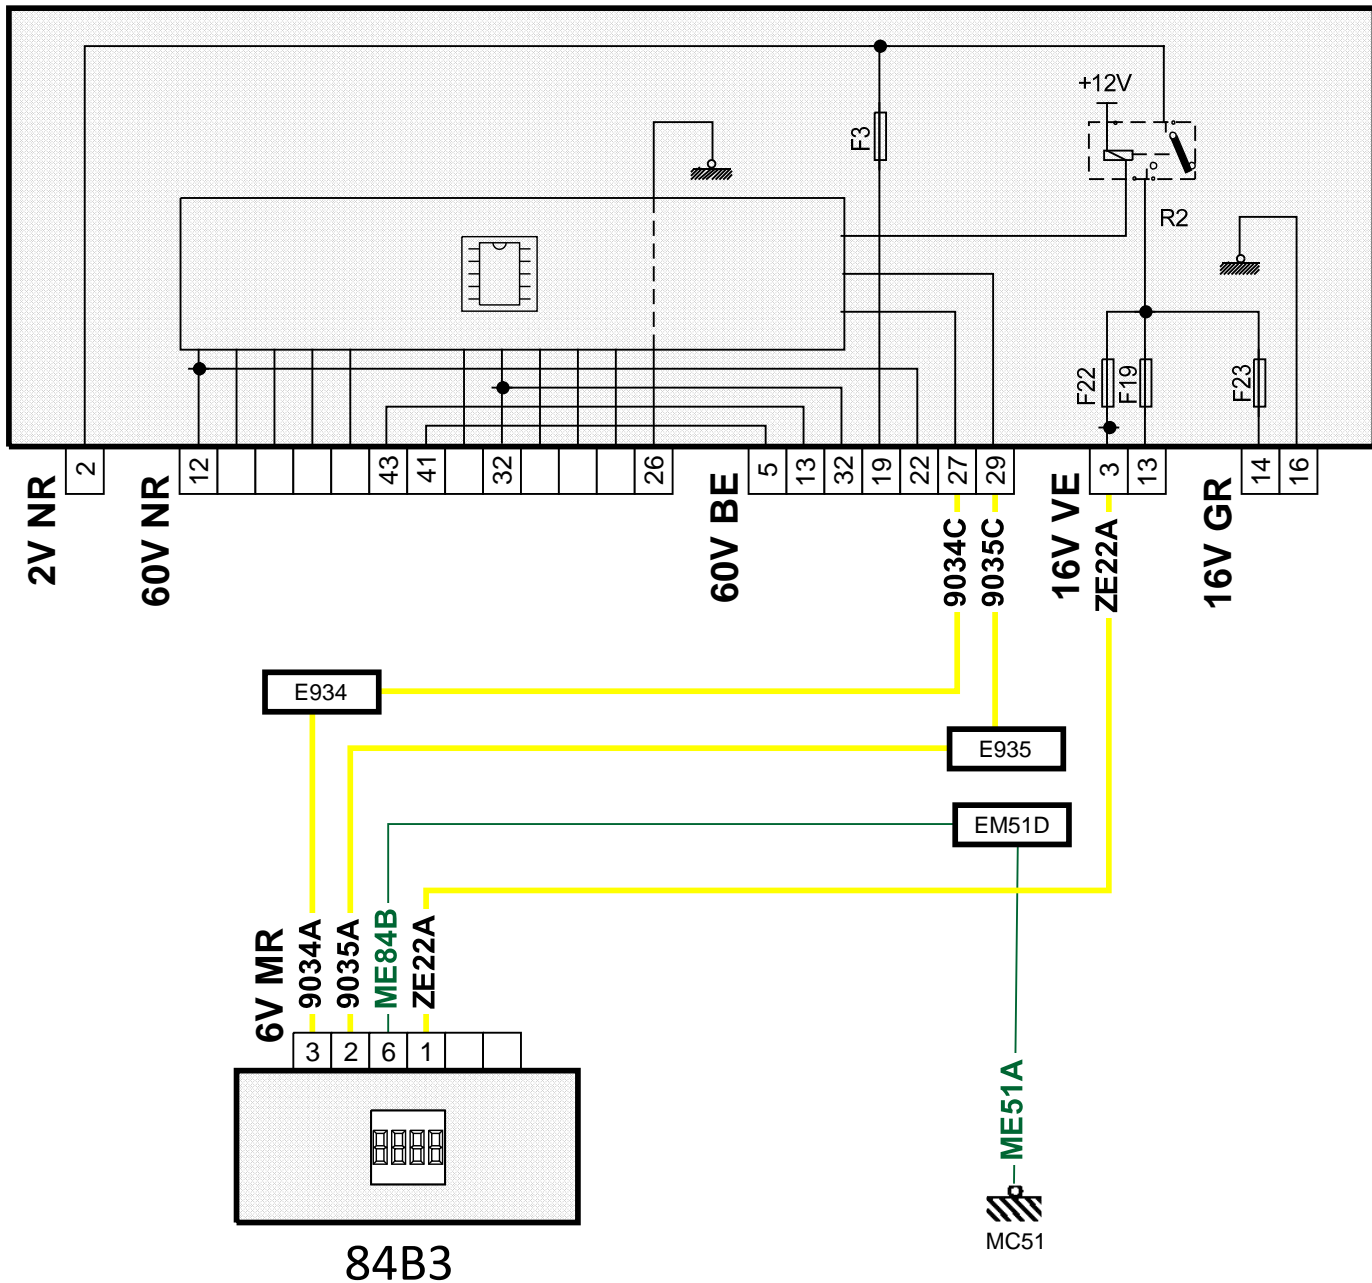 +12V
F3
R2
F22
F19
F23
2V NR
2
60V NR
12
43
41
32
26
60V BE
5
13
32
19
22
27
29
16V VE
3
13
16V GR
14
16
9034C
9035C
ZE22A
E934
E935
EM51D
6V MR
9034A
9035A
ME84B
ZE22A
3
2
6
1
ME51A
MC51
84B3